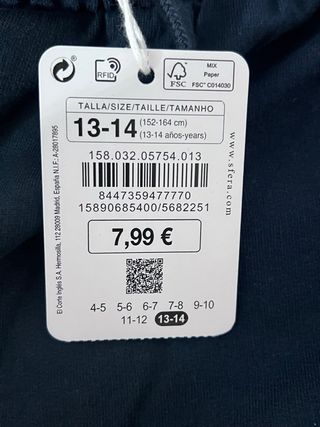 RFID
FSC
MIX
Paper
FSC™ C014030
TALLA/SIZE/TAILLE/TAMANHO
13-14 (152-164 cm)
(13-14 años-years)
158.032.05754.013
8447359477770
15890685400/5682251
7,99 €
4-5 5-6 6-7 7-8 9-10
11-12 13-14
www.sfera.com
El Corte Inglés S.A. Hermosilla, 112 28009 Madrid, España N.I.F.: A-28017895